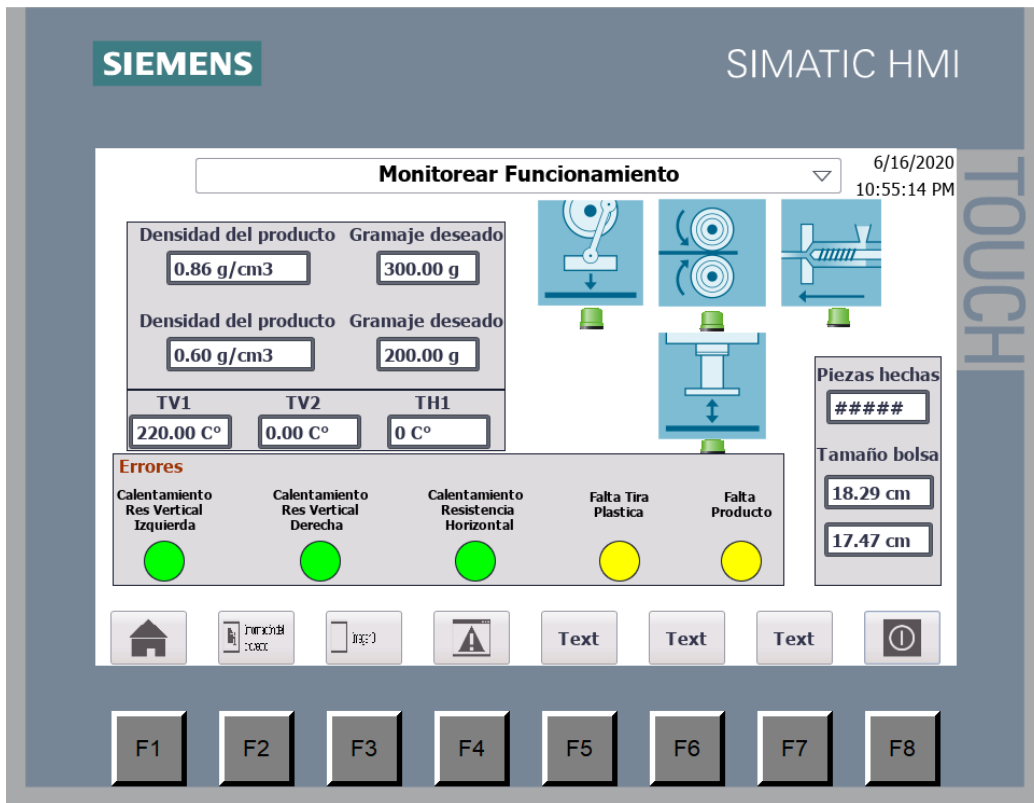 SIEMENS
SIMATIC HMI
TOUCH
Monitorear Funcionamiento
6/16/2020
10:55:14 PM
Densidad del producto Gramaje deseado
0.86 g/cm3 300.00 g
Densidad del producto Gramaje deseado
0.60 g/cm3 200.00 g
TV1 TV2 TH1
220.00 C° 0.00 C° 0 C°
Piezas hechas
#####
Tamaño bolsa
18.29 cm
17.47 cm
Errores
Calentamiento
Res Vertical
Izquierda
Calentamiento
Res Vertical
Derecha
Calentamiento
Resistencia
Horizontal
Falta Tira
Plastica
Falta
Producto
Text Text Text
F1 F2 F3 F4 F5 F6 F7 F8